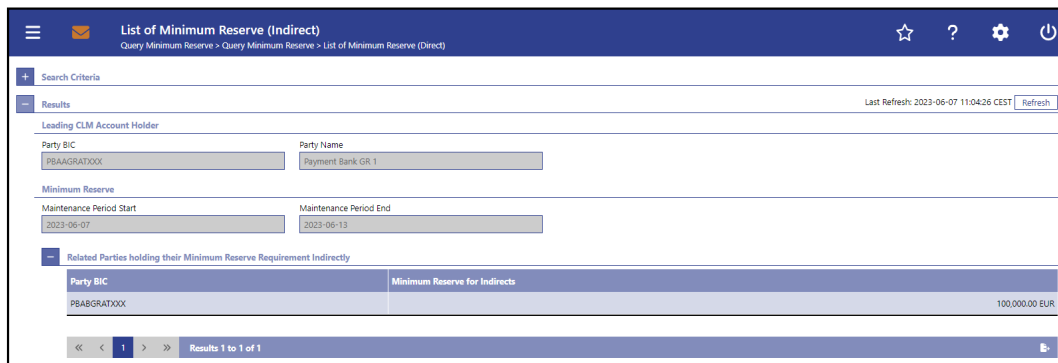 List of Minimum Reserve (Indirect)
Query Minimum Reserve > Query Minimum Reserve > List of Minimum Reserve (Direct)
+ Search Criteria
− Results
Last Refresh: 2023-06-07 11:04:26 CEST Refresh
Leading CLM Account Holder
Party BIC Party Name
PBAAGRATXXX Payment Bank GR 1
Minimum Reserve
Maintenance Period Start Maintenance Period End
2023-06-07 2023-06-13
− Related Parties holding their Minimum Reserve Requirement Indirectly
Party BIC Minimum Reserve for Indirects
PBABGRATXXX 100,000.00 EUR
« < 1 > » Results 1 to 1 of 1